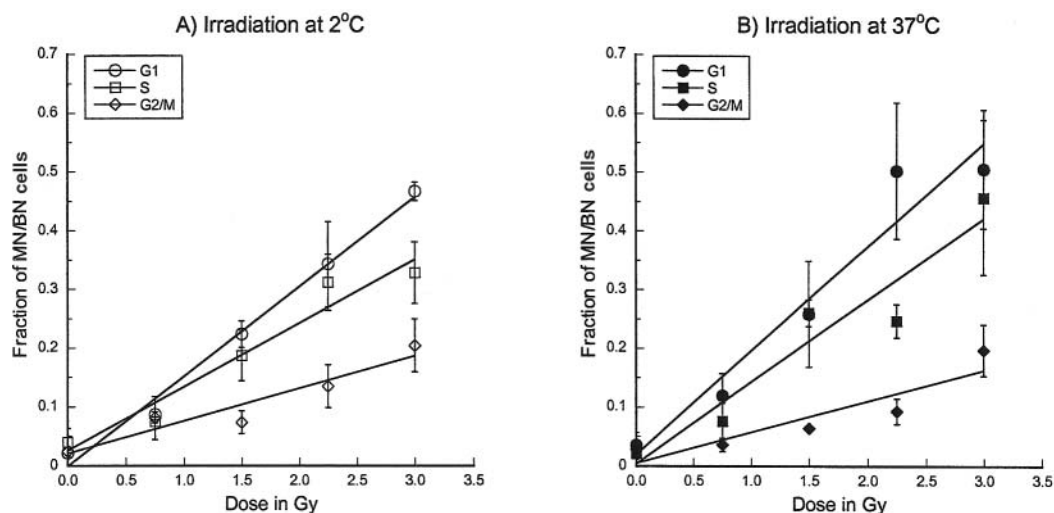 A) Irradiation at 2°C
0.7
0.6
0.5
0.4
0.3
0.2
0.1
0
G1
S
G2/M
Fraction of MN/BN cells
0.0 0.5 1.0 1.5 2.0 2.5 3.0 3.5
Dose in Gy
B) Irradiation at 37°C
0.7
0.6
0.5
0.4
0.3
0.2
0.1
0
G1
S
G2/M
Fraction of MN/BN cells
0.0 0.5 1.0 1.5 2.0 2.5 3.0 3.5
Dose in Gy